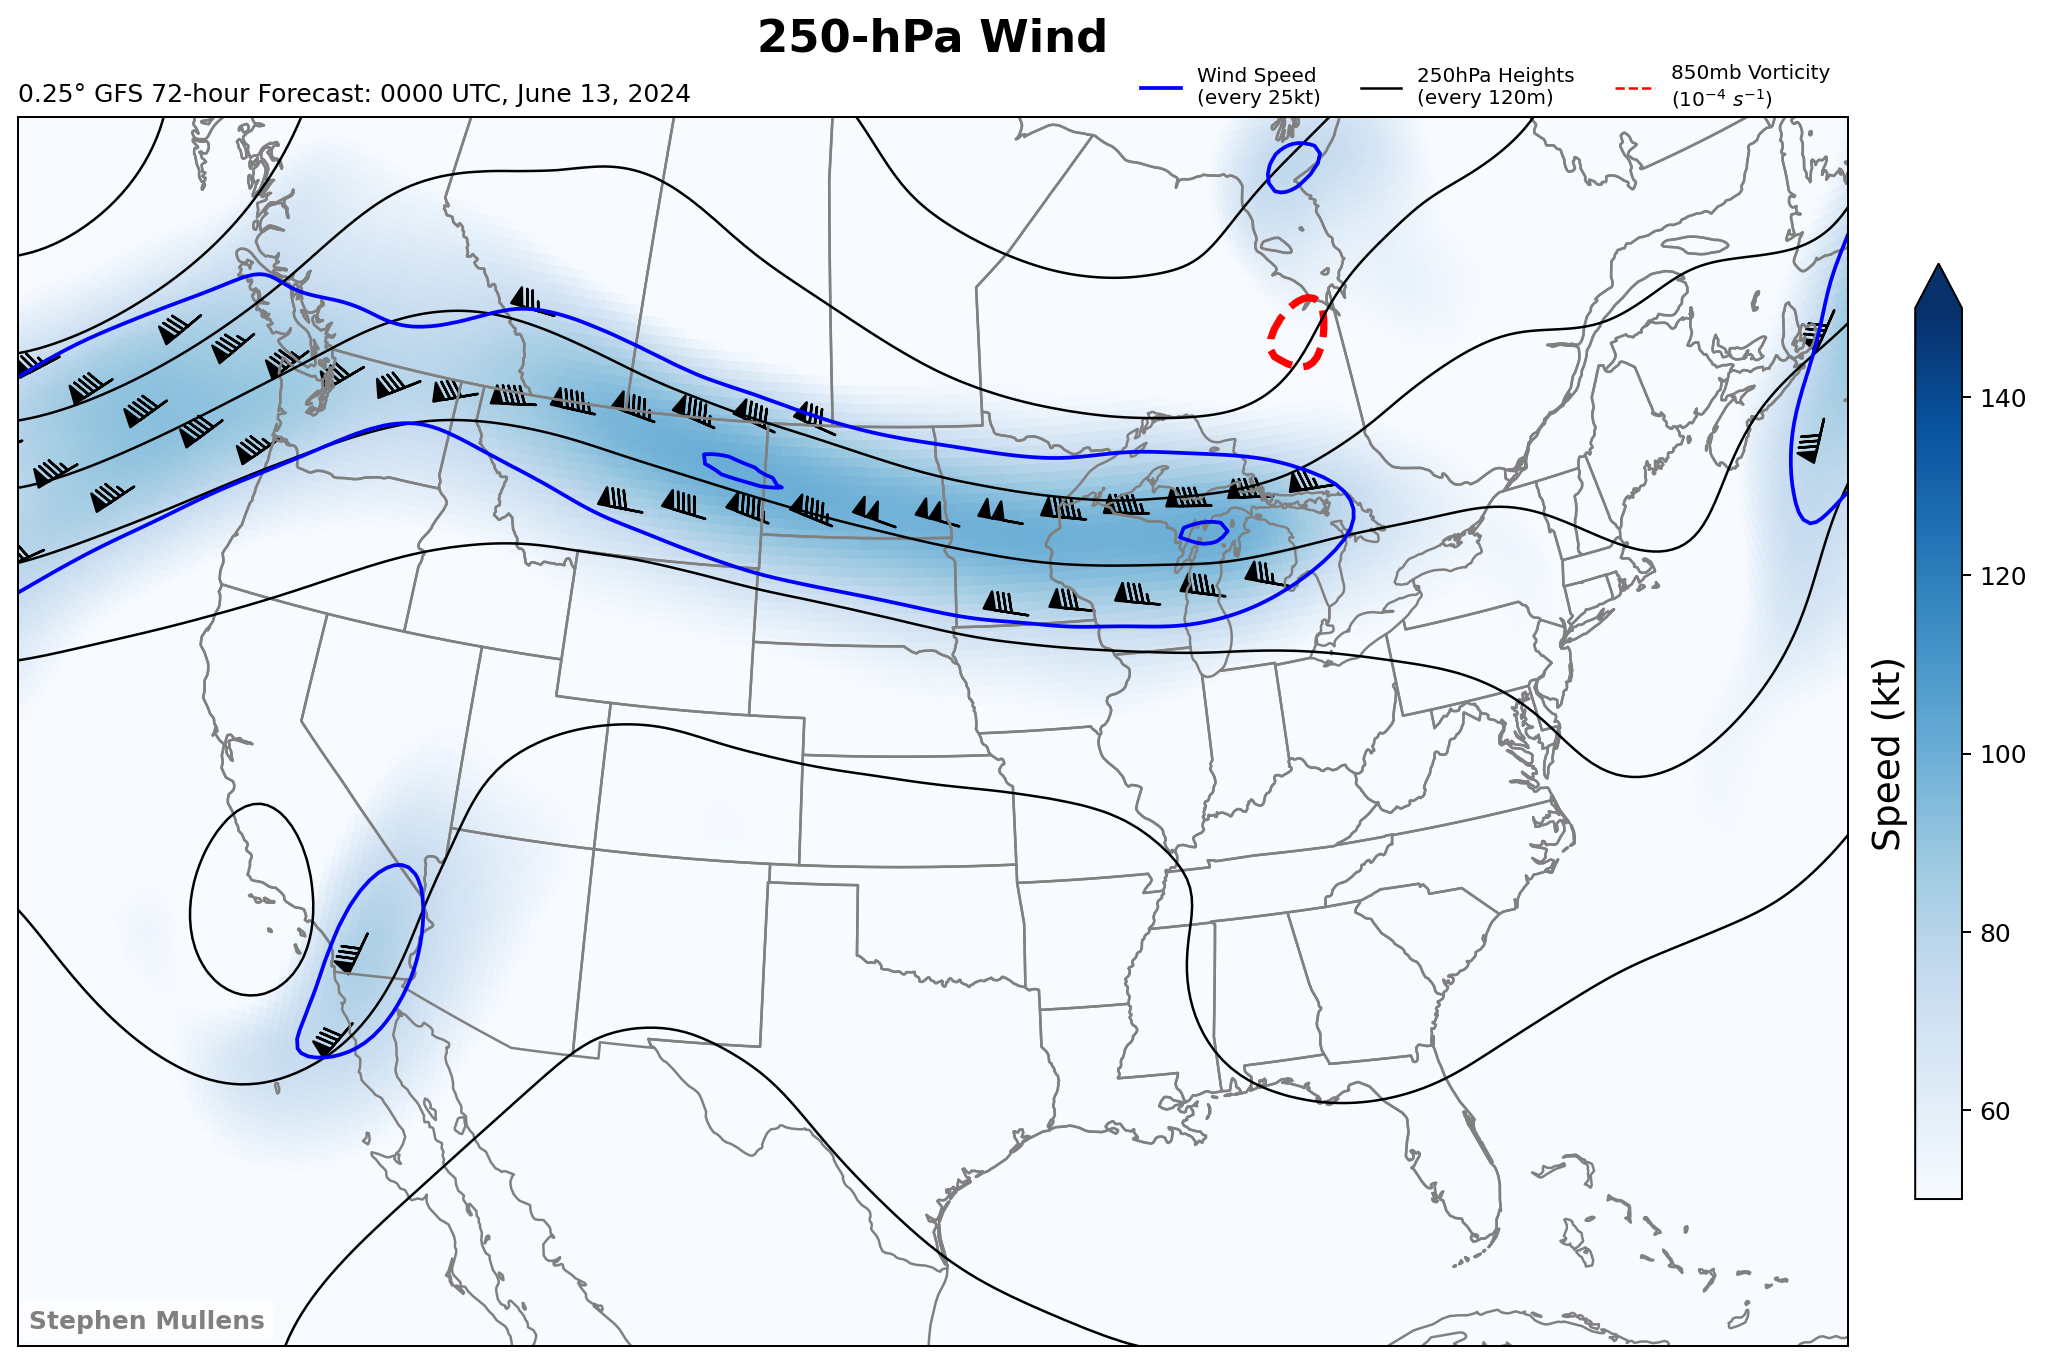 250-hPa Wind
0.25° GFS 72-hour Forecast: 0000 UTC, June 13, 2024
Wind Speed
(every 25kt)
250hPa Heights
(every 120m)
850mb Vorticity
(10⁻⁴ s⁻¹)
140
120
100
80
60
Speed (kt)
Stephen Mullens